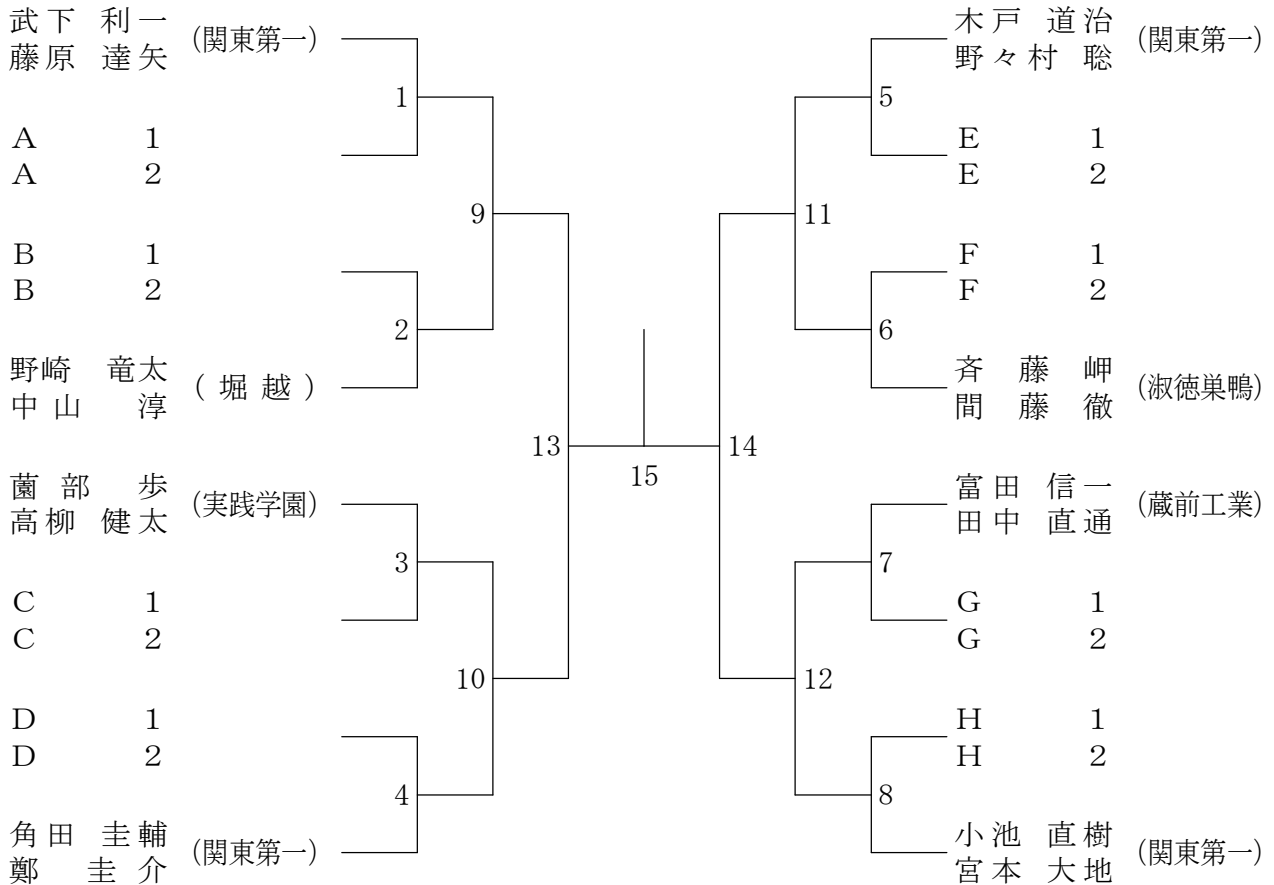 武下 利一
藤原 達矢
(関東第一)
1
A 1
A 2
9
B 1
B 2
2
野崎 竜太
中山 淳
(堀越)
13
薗部 歩
高柳 健太
(実践学園)
3
C 1
C 2
10
D 1
D 2
4
角田 圭輔
鄭 圭介
(関東第一)
15
木戸 道治
野々村 聡
(関東第一)
5
E 1
E 2
11
F 1
F 2
6
斉藤 岬
間藤 徹
(淑徳巣鴨)
14
富田 信一
田中 直通
(蔵前工業)
7
G 1
G 2
12
H 1
H 2
8
小池 直樹
宮本 大地
(関東第一)